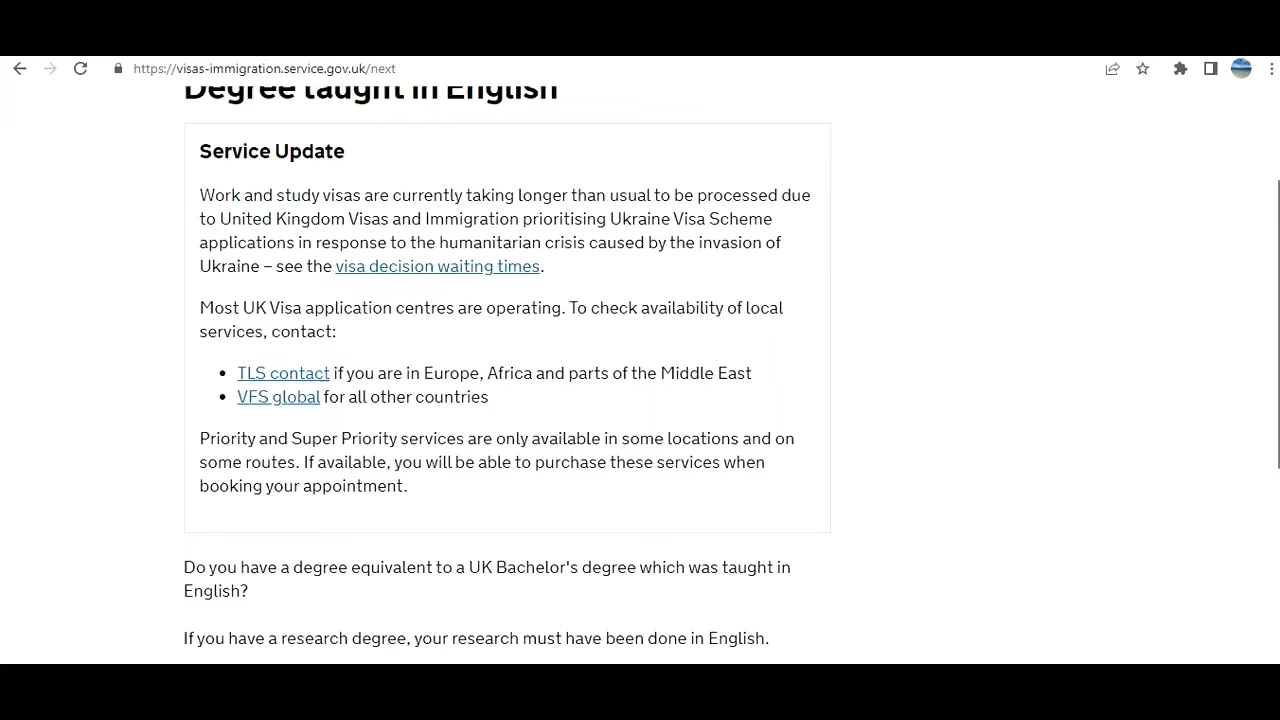 https://visas-immigration.service.gov.uk/next
Degree taught in English
Service Update
Work and study visas are currently taking longer than usual to be processed due
to United Kingdom Visas and Immigration prioritising Ukraine Visa Scheme
applications in response to the humanitarian crisis caused by the invasion of
Ukraine – see the visa decision waiting times.
Most UK Visa application centres are operating. To check availability of local
services, contact:
• TLS contact if you are in Europe, Africa and parts of the Middle East
• VFS global for all other countries
Priority and Super Priority services are only available in some locations and on
some routes. If available, you will be able to purchase these services when
booking your appointment.
Do you have a degree equivalent to a UK Bachelor's degree which was taught in
English?
If you have a research degree, your research must have been done in English.